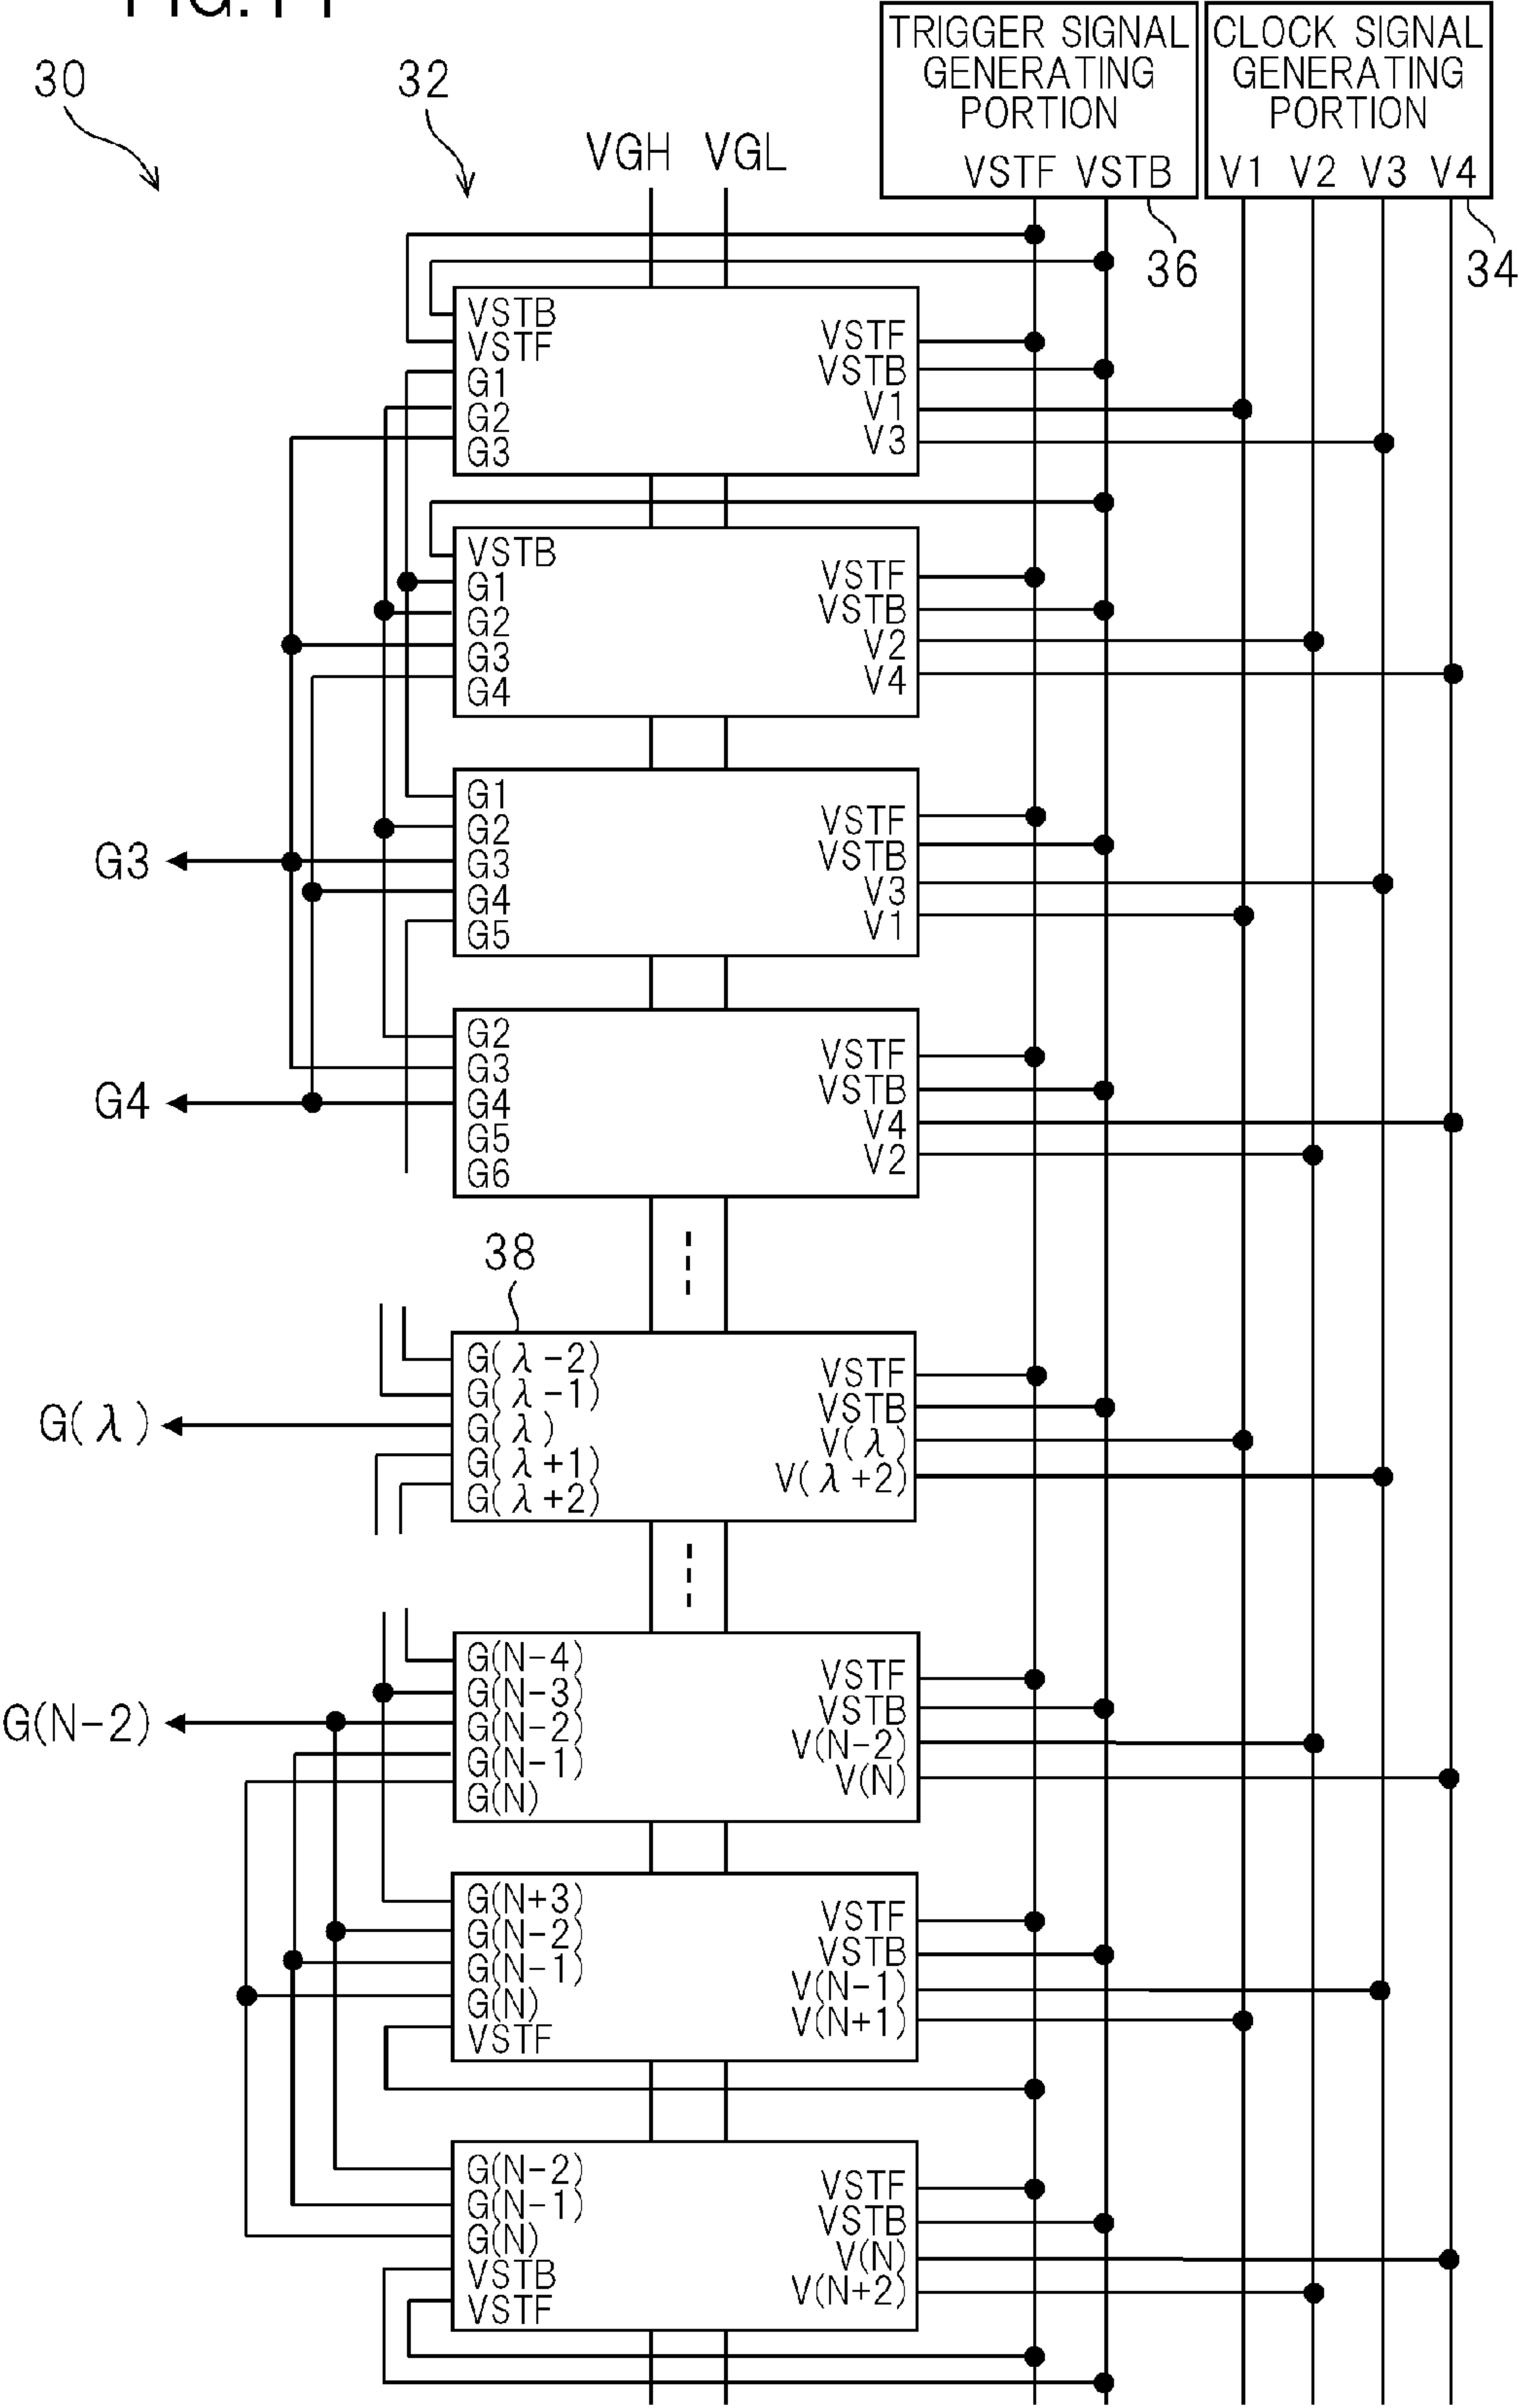 30
32
VGH VGL
TRIGGER SIGNAL
GENERATING
PORTION
VSTF VSTB
36
CLOCK SIGNAL
GENERATING
PORTION
V1 V2 V3 V4
34
VSTB
VSTF
G1
G2
G3
VSTF
VSTB
V1
V3
VSTB
G1
G2
G3
G4
VSTF
VSTB
V2
V4
G3
G1
G2
G3
G4
G5
VSTF
VSTB
V3
V1
G4
G2
G3
G4
G5
G6
VSTF
VSTB
V4
V2
38
G(λ)
G(λ-2)
G(λ-1)
G(λ)
G(λ+1)
G(λ+2)
VSTF
VSTB
V(λ)
V(λ+2)
G(N-2)
G(N-4)
G(N-3)
G(N-2)
G(N-1)
G(N)
VSTF
VSTB
V(N-2)
V(N)
G(N+3)
G(N-2)
G(N-1)
G(N)
VSTF
VSTF
VSTB
V(N-1)
V(N+1)
G(N-2)
G(N-1)
G(N)
VSTB
VSTF
VSTF
VSTB
V(N)
V(N+2)